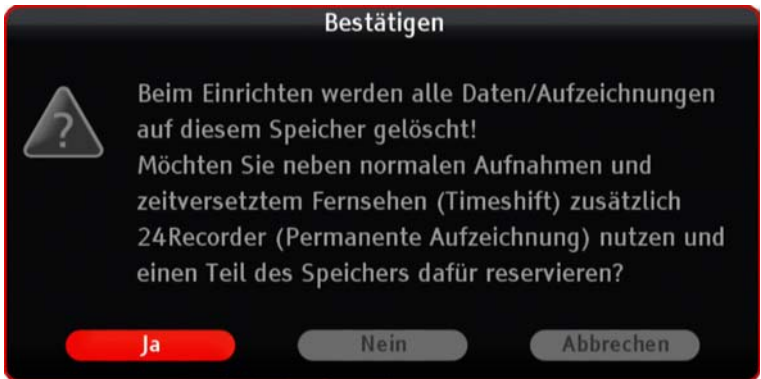 Bestätigen
?
Beim Einrichten werden alle Daten/Aufzeichnungen
auf diesem Speicher gelöscht!
Möchten Sie neben normalen Aufnahmen und
zeitversetztem Fernsehen (Timeshift) zusätzlich
24Recorder (Permanente Aufzeichnung) nutzen und
einen Teil des Speichers dafür reservieren?
Ja Nein Abbrechen